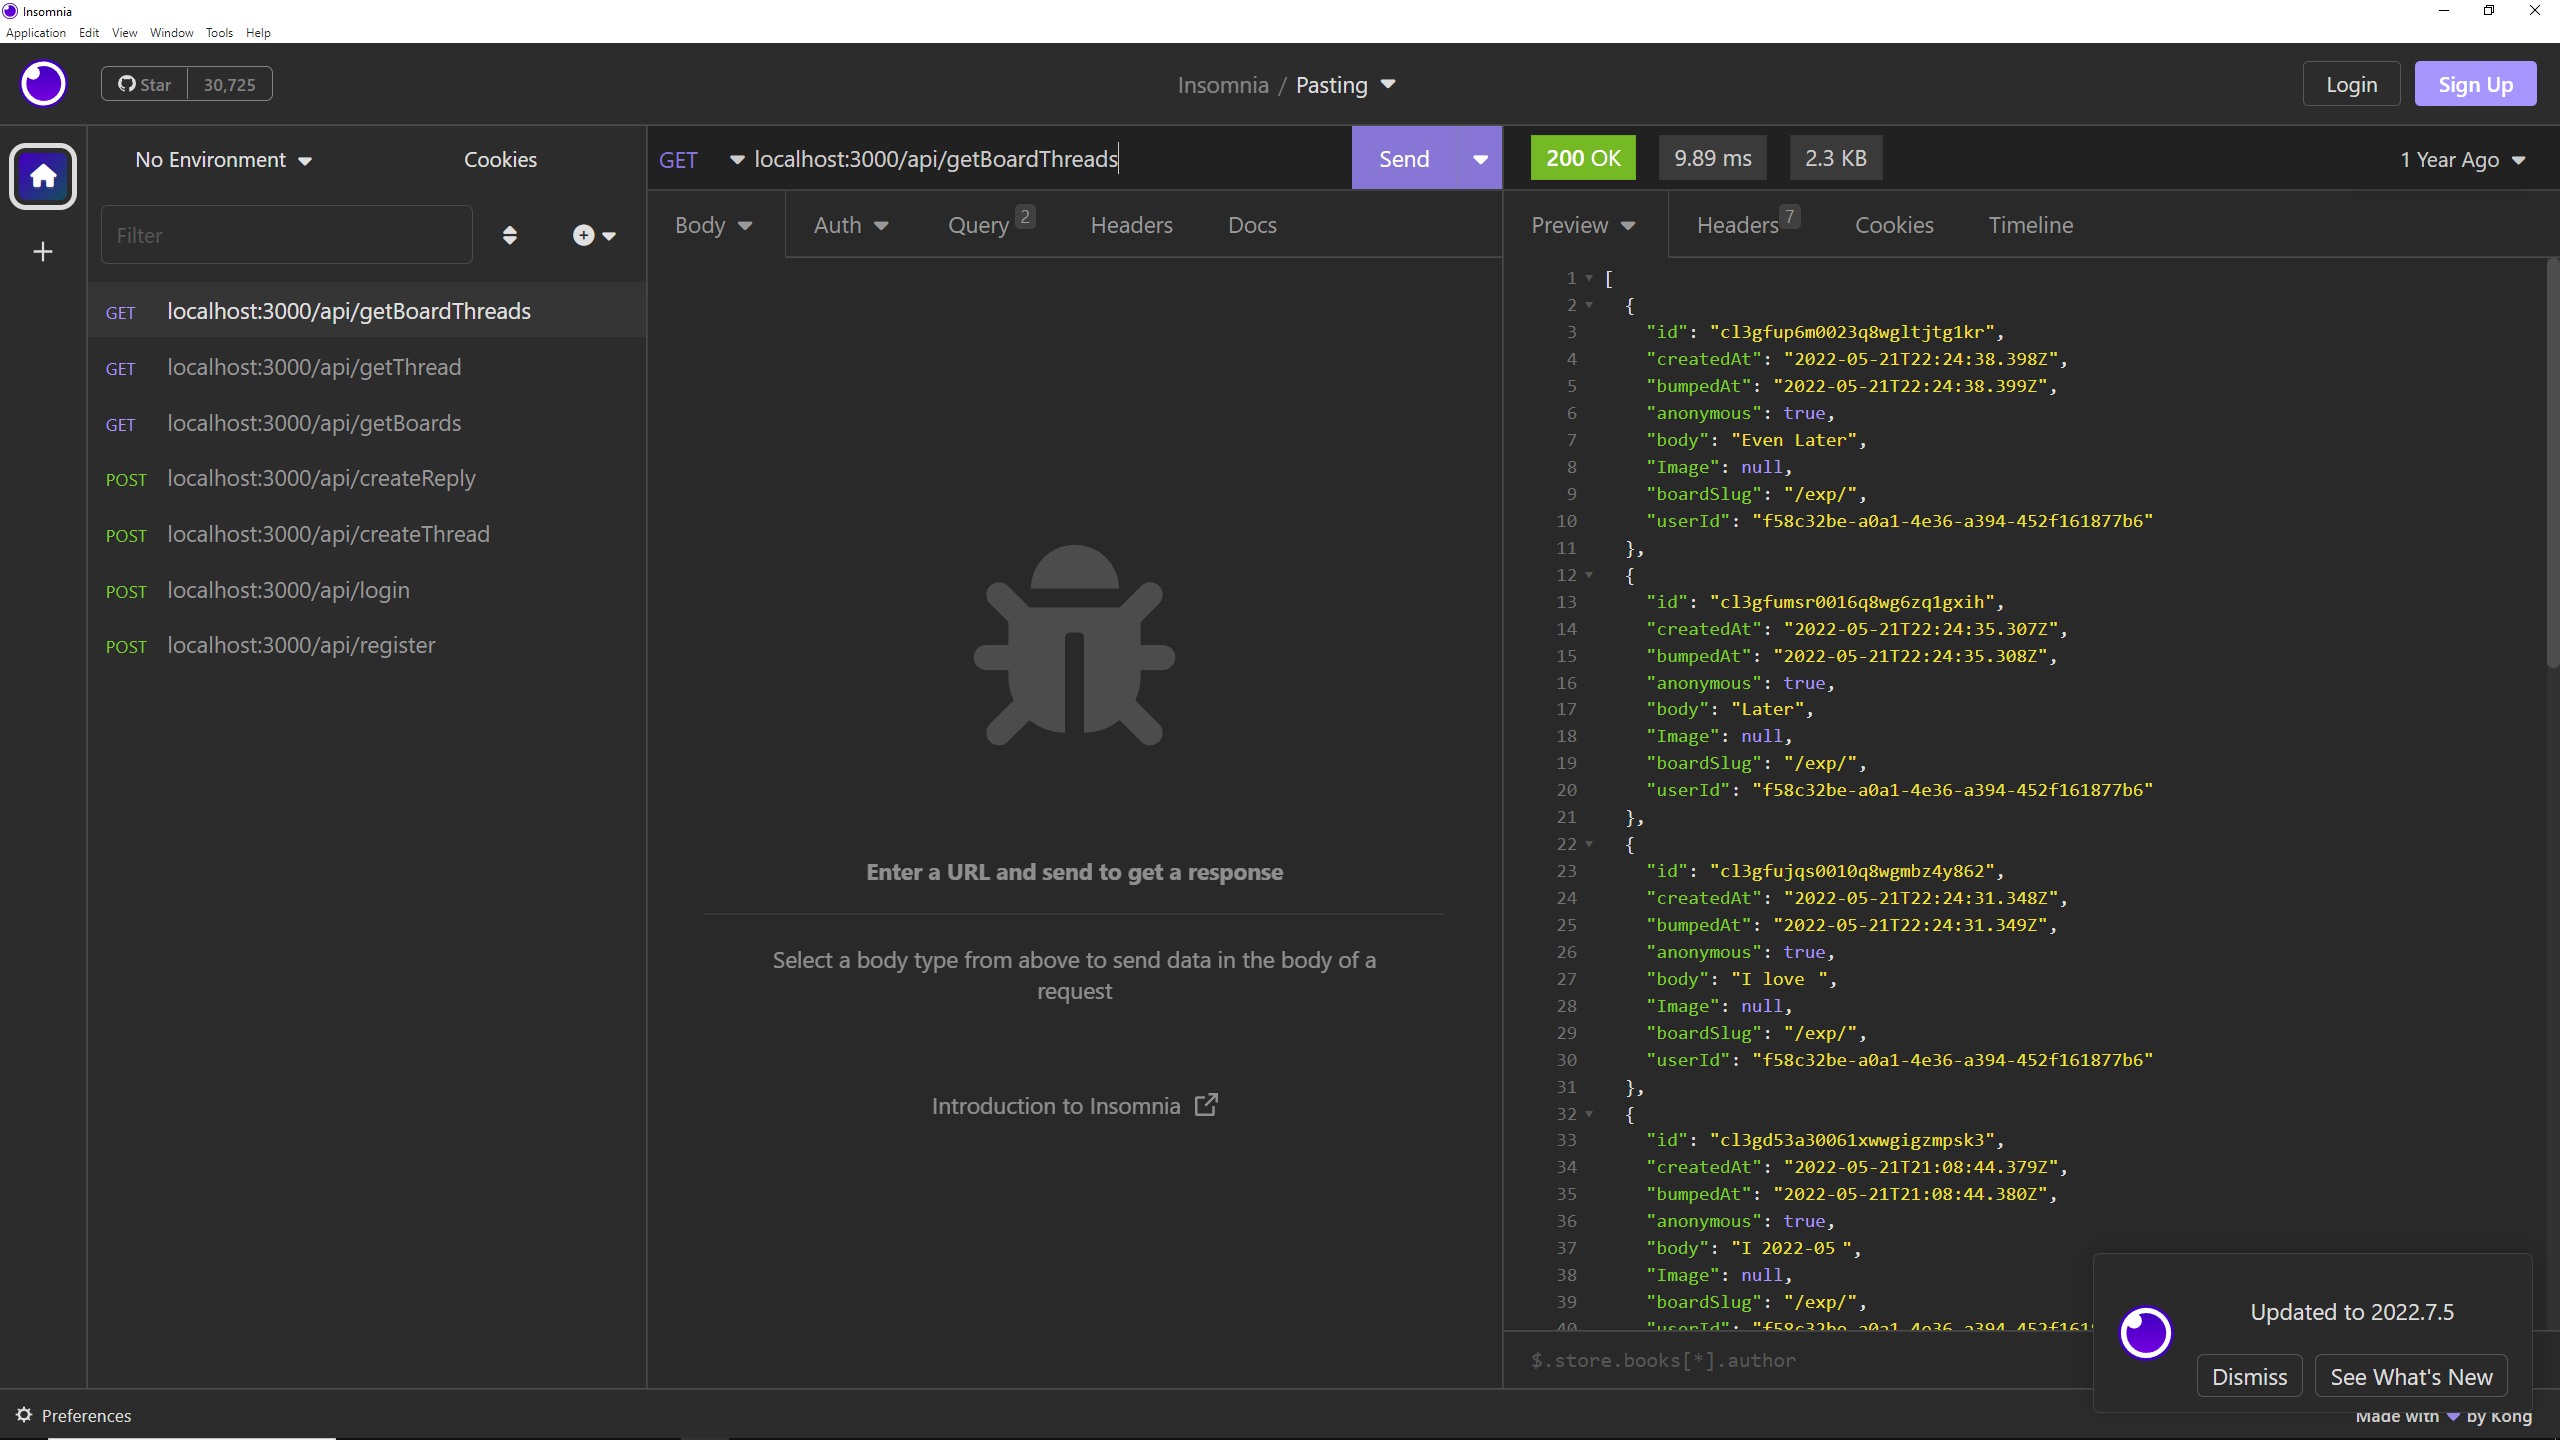 Insomnia
Application Edit View Window Tools Help
Star 30,725
Insomnia / Pasting
Login Sign Up
No Environment Cookies
Filter
GET localhost:3000/api/getBoardThreads
GET localhost:3000/api/getThread
GET localhost:3000/api/getBoards
POST localhost:3000/api/createReply
POST localhost:3000/api/createThread
POST localhost:3000/api/login
POST localhost:3000/api/register
GET localhost:3000/api/getBoardThreads Send
Body Auth Query 2 Headers Docs
Enter a URL and send to get a response
Select a body type from above to send data in the body of a
request
Introduction to Insomnia
200 OK 9.89 ms 2.3 KB 1 Year Ago
Preview Headers 7 Cookies Timeline
1 [
2 {
3 "id": "cl3gfup6m0023q8wgltjtg1kr",
4 "createdAt": "2022-05-21T22:24:38.398Z",
5 "bumpedAt": "2022-05-21T22:24:38.399Z",
6 "anonymous": true,
7 "body": "Even Later",
8 "Image": null,
9 "boardSlug": "/exp/",
10 "userId": "f58c32be-a0a1-4e36-a394-452f161877b6"
11 },
12 {
13 "id": "cl3gfumsr0016q8wg6zq1gxih",
14 "createdAt": "2022-05-21T22:24:35.307Z",
15 "bumpedAt": "2022-05-21T22:24:35.308Z",
16 "anonymous": true,
17 "body": "Later",
18 "Image": null,
19 "boardSlug": "/exp/",
20 "userId": "f58c32be-a0a1-4e36-a394-452f161877b6"
21 },
22 {
23 "id": "cl3gfujqs0010q8wgmbz4y862",
24 "createdAt": "2022-05-21T22:24:31.348Z",
25 "bumpedAt": "2022-05-21T22:24:31.349Z",
26 "anonymous": true,
27 "body": "I love ",
28 "Image": null,
29 "boardSlug": "/exp/",
30 "userId": "f58c32be-a0a1-4e36-a394-452f161877b6"
31 },
32 {
33 "id": "cl3gd53a30061xwwgigzmpsk3",
34 "createdAt": "2022-05-21T21:08:44.379Z",
35 "bumpedAt": "2022-05-21T21:08:44.380Z",
36 "anonymous": true,
37 "body": "I 2022-05 ",
38 "Image": null,
39 "boardSlug": "/exp/",
40 "userId": "f58c32be-a0a1-4e36-a394-452f161
$.store.books[*].author
Updated to 2022.7.5
Dismiss See What's New
Preferences
Made with by Kong